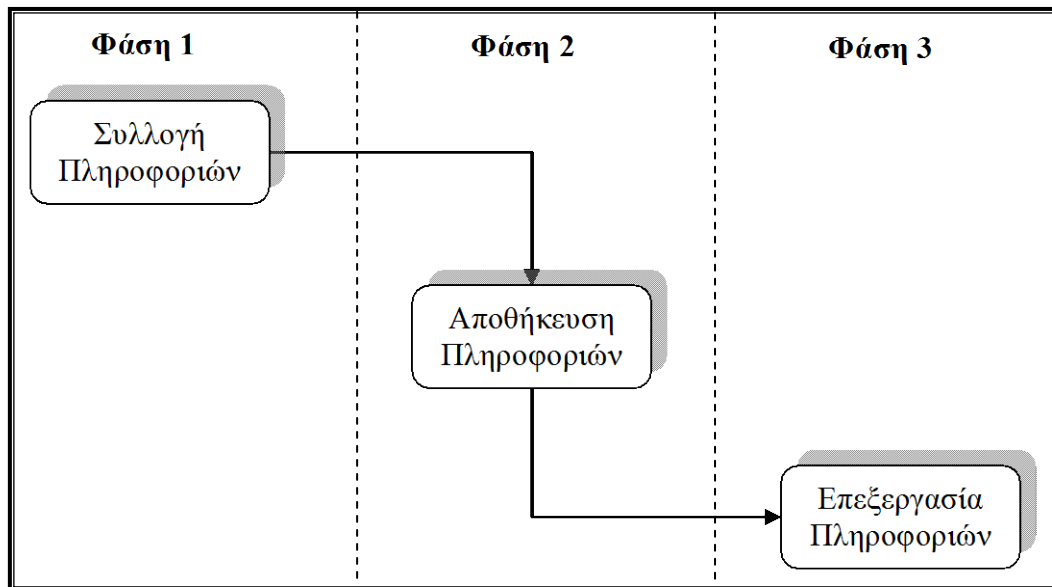 Φάση 1
Φάση 2
Φάση 3
Συλλογή
Πληροφοριών
Αποθήκευση
Πληροφοριών
Επεξεργασία
Πληροφοριών